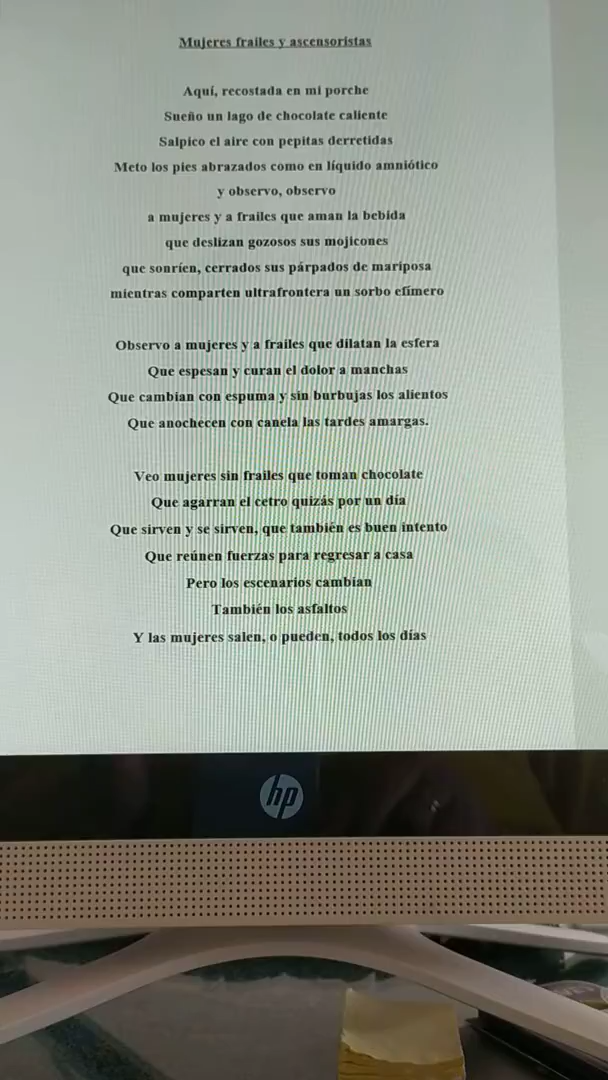 Mujeres frailes y ascensoristas
Aquí, recostada en mi porche
Sueño un lago de chocolate caliente
Salpico el aire con pepitas derretidas
Meto los pies abrazados como en líquido amniótico
y observo, observo
a mujeres y a frailes que aman la bebida
que deslizan gozosos sus mojicones
que sonríen, cerrados sus párpados de mariposa
mientras comparten ultrafrontera un sorbo efímero
Observo a mujeres y a frailes que dilatan la esfera
Que espesan y curan el dolor a manchas
Que cambian con espuma y sin burbujas los alientos
Que anochecen con canela las tardes amargas.
Veo mujeres sin frailes que toman chocolate
Que agarran el cetro quizás por un día
Que sirven y se sirven, que también es buen intento
Que reúnen fuerzas para regresar a casa
Pero los escenarios cambian
También los asfaltos
Y las mujeres salen, o pueden, todos los días
hp